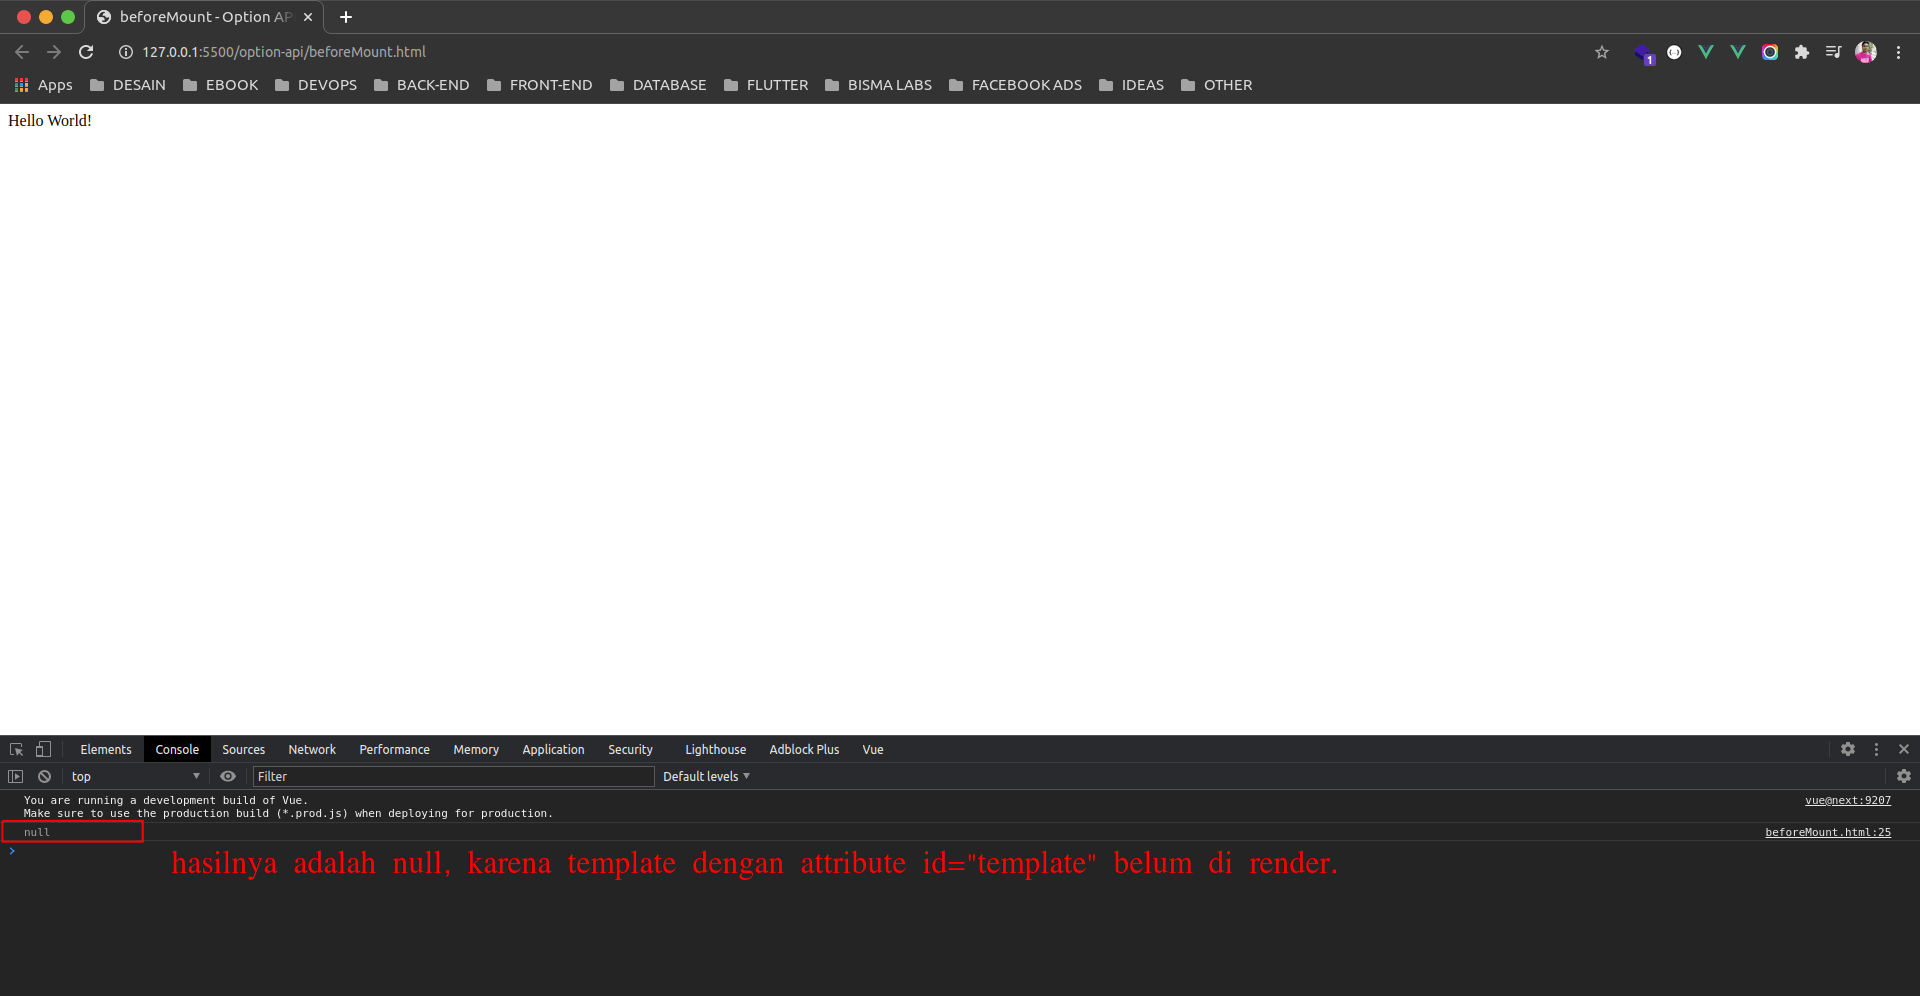 beforeMount - Option AP
127.0.0.1:5500/option-api/beforeMount.html
1
Apps DESAIN EBOOK DEVOPS BACK-END FRONT-END DATABASE FLUTTER BISMA LABS FACEBOOK ADS IDEAS OTHER
Hello World!
Elements Console Sources Network Performance Memory Application Security Lighthouse Adblock Plus Vue
top Filter Default levels
You are running a development build of Vue. vue@next:9207
Make sure to use the production build (*.prod.js) when deploying for production.
null beforeMount.html:25
hasilnya adalah null, karena template dengan attribute id="template" belum di render.